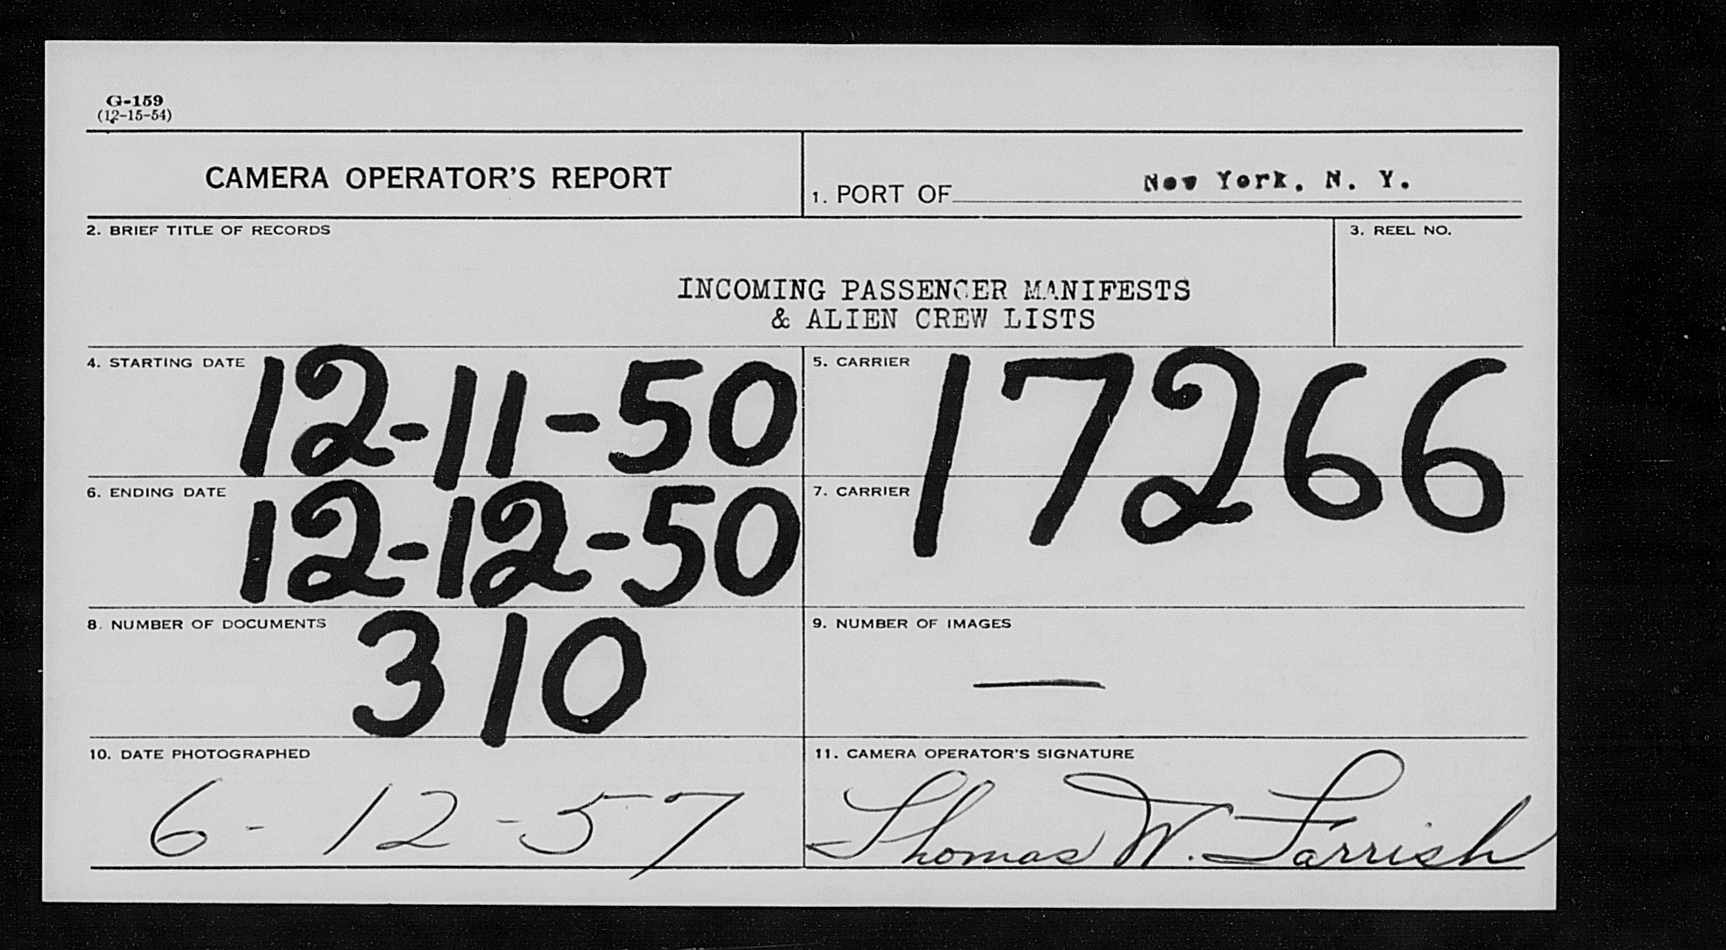 G-159
(12-15-54)
CAMERA OPERATOR'S REPORT
1. PORT OF New York, N. Y.
2. BRIEF TITLE OF RECORDS
3. REEL NO.
INCOMING PASSENGER MANIFESTS
& ALIEN CREW LISTS
4. STARTING DATE 12-11-50
5. CARRIER 17266
6. ENDING DATE 12-12-50
7. CARRIER
8. NUMBER OF DOCUMENTS 310
9. NUMBER OF IMAGES —
10. DATE PHOTOGRAPHED
6-12-57
11. CAMERA OPERATOR'S SIGNATURE
Thomas W. Farrish